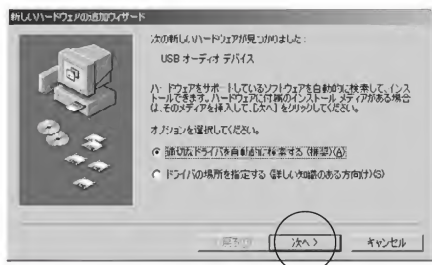 新しいハードウェアの追加ウィザード
次の新しいハードウェアが見つかりました:
USB オーディオ デバイス
ハードウェアをサポートしているソフトウェアを自動的に検索して、インス
トールできます。ハードウェアに付属のインストール メディアがある場合
は、そのメディアを挿入して、[次へ] をクリックしてください。
オプションを選択してください。
適切なドライバを自動的に検索する (推奨)(A)
ドライバの場所を指定する (詳しい知識のある方向け)(S)
< 戻る(B)
次へ >
キャンセル